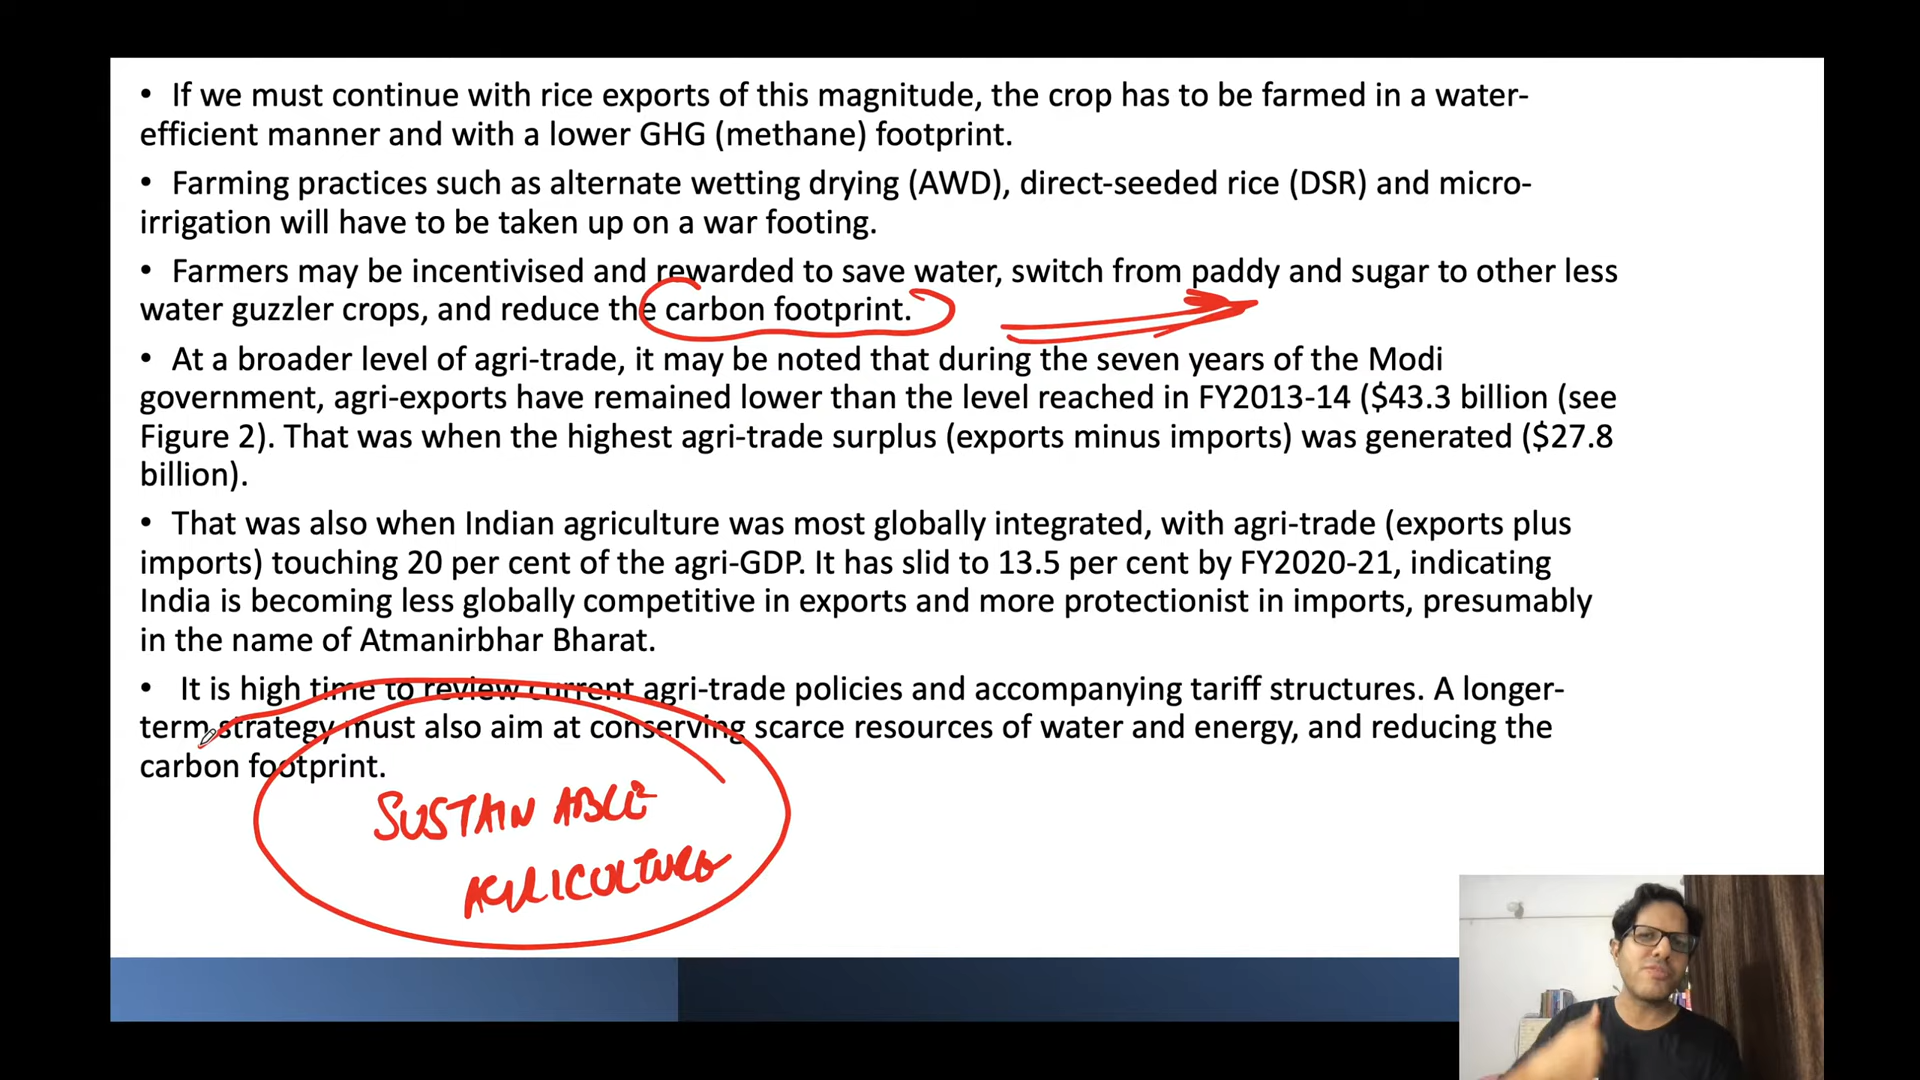 • If we must continue with rice exports of this magnitude, the crop has to be farmed in a water-
efficient manner and with a lower GHG (methane) footprint.
• Farming practices such as alternate wetting drying (AWD), direct-seeded rice (DSR) and micro-
irrigation will have to be taken up on a war footing.
• Farmers may be incentivised and rewarded to save water, switch from paddy and sugar to other less
water guzzler crops, and reduce the carbon footprint.
• At a broader level of agri-trade, it may be noted that during the seven years of the Modi
government, agri-exports have remained lower than the level reached in FY2013-14 ($43.3 billion (see
Figure 2). That was when the highest agri-trade surplus (exports minus imports) was generated ($27.8
billion).
• That was also when Indian agriculture was most globally integrated, with agri-trade (exports plus
imports) touching 20 per cent of the agri-GDP. It has slid to 13.5 per cent by FY2020-21, indicating
India is becoming less globally competitive in exports and more protectionist in imports, presumably
in the name of Atmanirbhar Bharat.
• It is high time to review current agri-trade policies and accompanying tariff structures. A longer-
term strategy must also aim at conserving scarce resources of water and energy, and reducing the
carbon footprint.
SUSTAINABLE
AGRICULTURE